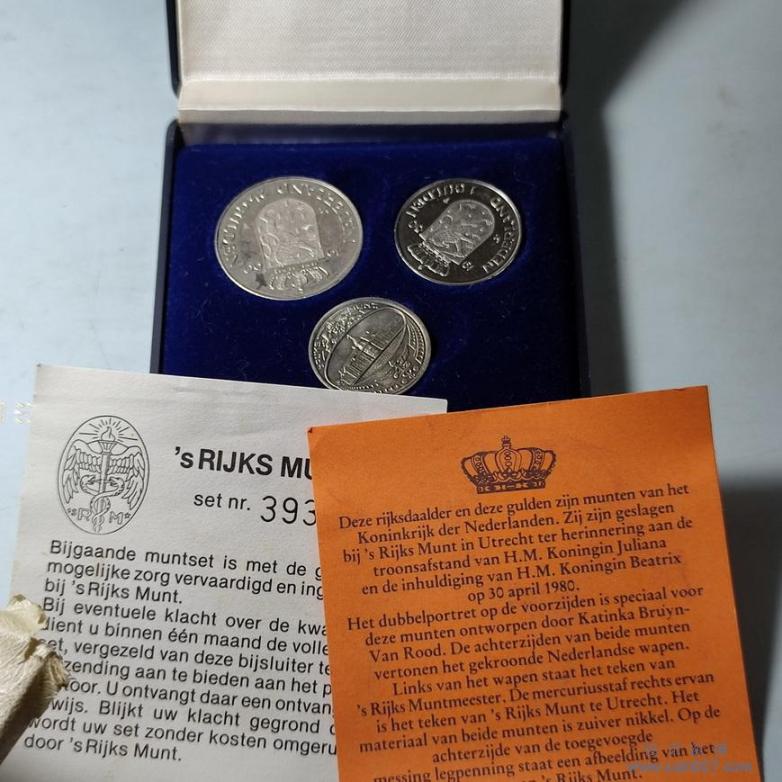 NEDERLAND
GULDEN
NEDERLAND
1 GULDEN
's RIJKS MU
set nr. 393
Bijgaande muntset is met de g
mogelijke zorg vervaardigd en ing
bij 's Rijks Munt.
Bij eventuele klacht over de kwa
dient u binnen één maand de volle
set, vergezeld van deze bijsluiter te
zending aan te bieden aan het p
oor. U ontvangt daar een ontvan
wijs. Blijkt uw klacht gegrond
wordt uw set zonder kosten omgeru
door 's Rijks Munt.
Deze rijksdaalder en deze gulden zijn munten van het
Koninkrijk der Nederlanden. Zij zijn geslagen
bij 's Rijks Munt in Utrecht ter herinnering aan de
troonsafstand van H.M. Koningin Juliana
en de inhuldiging van H.M. Koningin Beatrix
op 30 april 1980.
Het dubbelportret op de voorzijden is speciaal voor
deze munten ontworpen door Katinka Bruyn-
Van Rood. De achterzijden van beide munten
vertonen het gekroonde Nederlandse wapen.
Links van het wapen staat het teken van
's Rijks Muntmeester. De mercuriusstaf rechts ervan
is het teken van 's Rijks Munt te Utrecht. Het
materiaal van beide munten is zuiver nikkel. Op de
achterzijde van de toegevoegde
messing legpenning staat een afbeelding van het
van 's Rijks Munt.